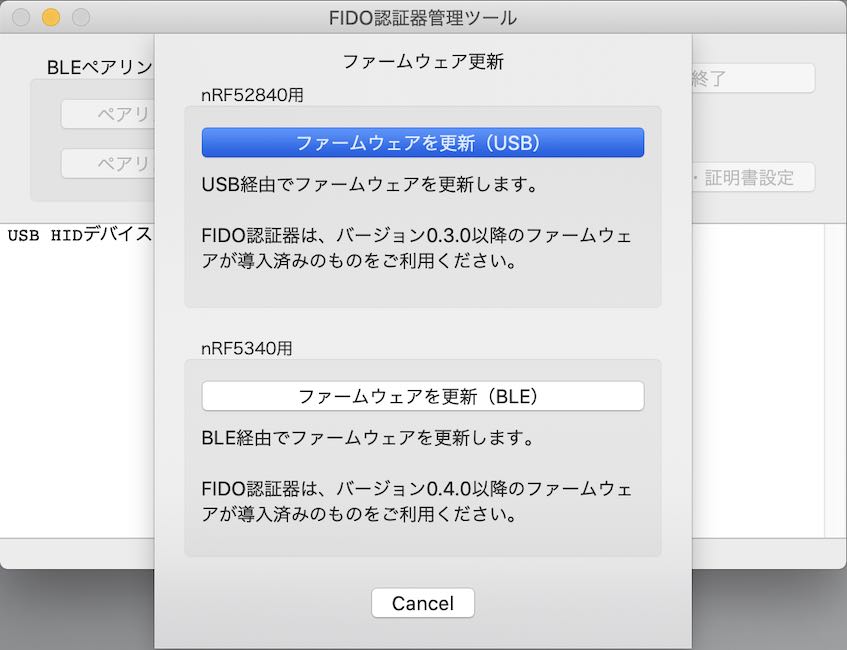 FIDO認証器管理ツール
ファームウェア更新
BLEペアリン
ペアリ
ペアリ
終了
・証明書設定
USB HIDデバイス
nRF52840用
ファームウェアを更新（USB）
USB経由でファームウェアを更新します。
FIDO認証器は、バージョン0.3.0以降のファームウェ
アが導入済みのものをご利用ください。
nRF5340用
ファームウェアを更新（BLE）
BLE経由でファームウェアを更新します。
FIDO認証器は、バージョン0.4.0以降のファームウェ
アが導入済みのものをご利用ください。
Cancel